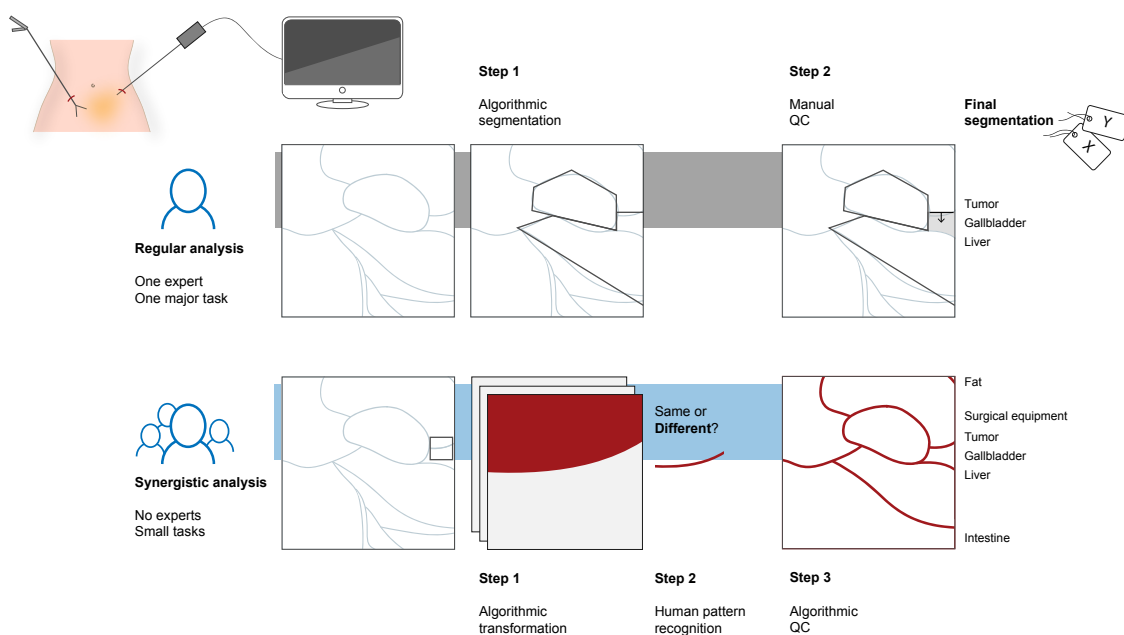 Step 1
Algorithmic
segmentation
Step 2
Manual
QC
Final
segmentation
Y
X
Regular analysis
One expert
One major task
Tumor
Gallbladder
Liver
Synergistic analysis
No experts
Small tasks
Same or
Different?
Fat
Surgical equipment
Tumor
Gallbladder
Liver
Intestine
Step 1
Algorithmic
transformation
Step 2
Human pattern
recognition
Step 3
Algorithmic
QC